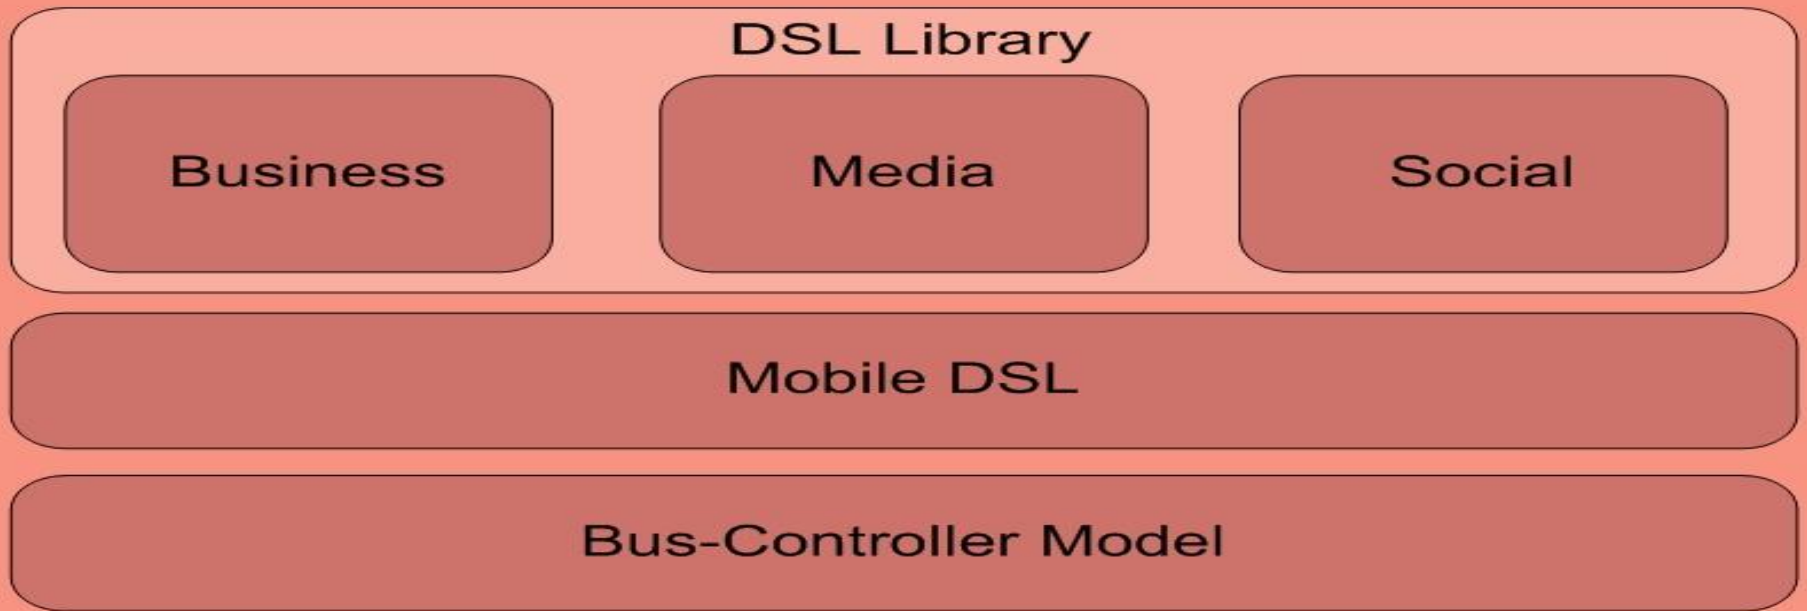 DSL Library
Business
Media
Social
Mobile DSL
Bus-Controller Model